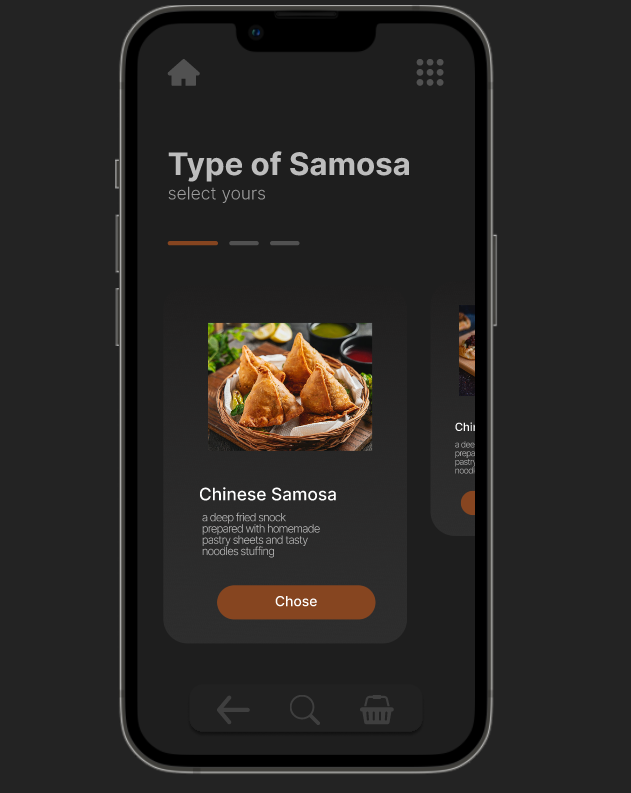 Type of Samosa
select yours
Chinese Samosa
a deep fried snock
prepared with homemade
pastry sheets and tasty
noodles stuffing
Chose
Chin
a dee
prepa
pastry
noodl